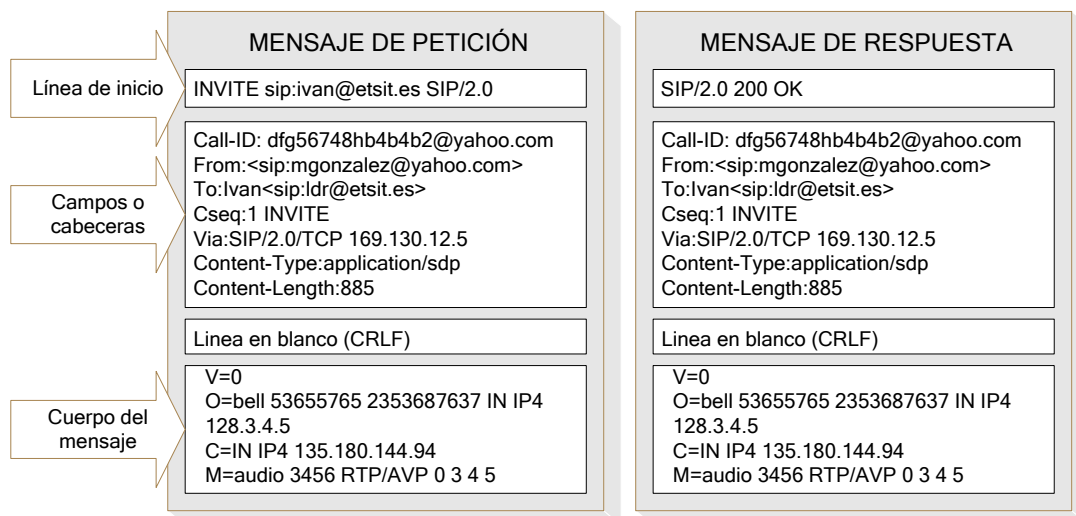 MENSAJE DE PETICIÓN
Línea de inicio
INVITE sip:ivan@etsit.es SIP/2.0
Campos o
cabeceras
Call-ID: dfg56748hb4b4b2@yahoo.com
From:<sip:mgonzalez@yahoo.com>
To:Ivan<sip:ldr@etsit.es>
Cseq:1 INVITE
Via:SIP/2.0/TCP 169.130.12.5
Content-Type:application/sdp
Content-Length:885
Linea en blanco (CRLF)
Cuerpo del
mensaje
V=0
O=bell 53655765 2353687637 IN IP4
128.3.4.5
C=IN IP4 135.180.144.94
M=audio 3456 RTP/AVP 0 3 4 5
MENSAJE DE RESPUESTA
SIP/2.0 200 OK
Call-ID: dfg56748hb4b4b2@yahoo.com
From:<sip:mgonzalez@yahoo.com>
To:Ivan<sip:ldr@etsit.es>
Cseq:1 INVITE
Via:SIP/2.0/TCP 169.130.12.5
Content-Type:application/sdp
Content-Length:885
Linea en blanco (CRLF)
V=0
O=bell 53655765 2353687637 IN IP4
128.3.4.5
C=IN IP4 135.180.144.94
M=audio 3456 RTP/AVP 0 3 4 5